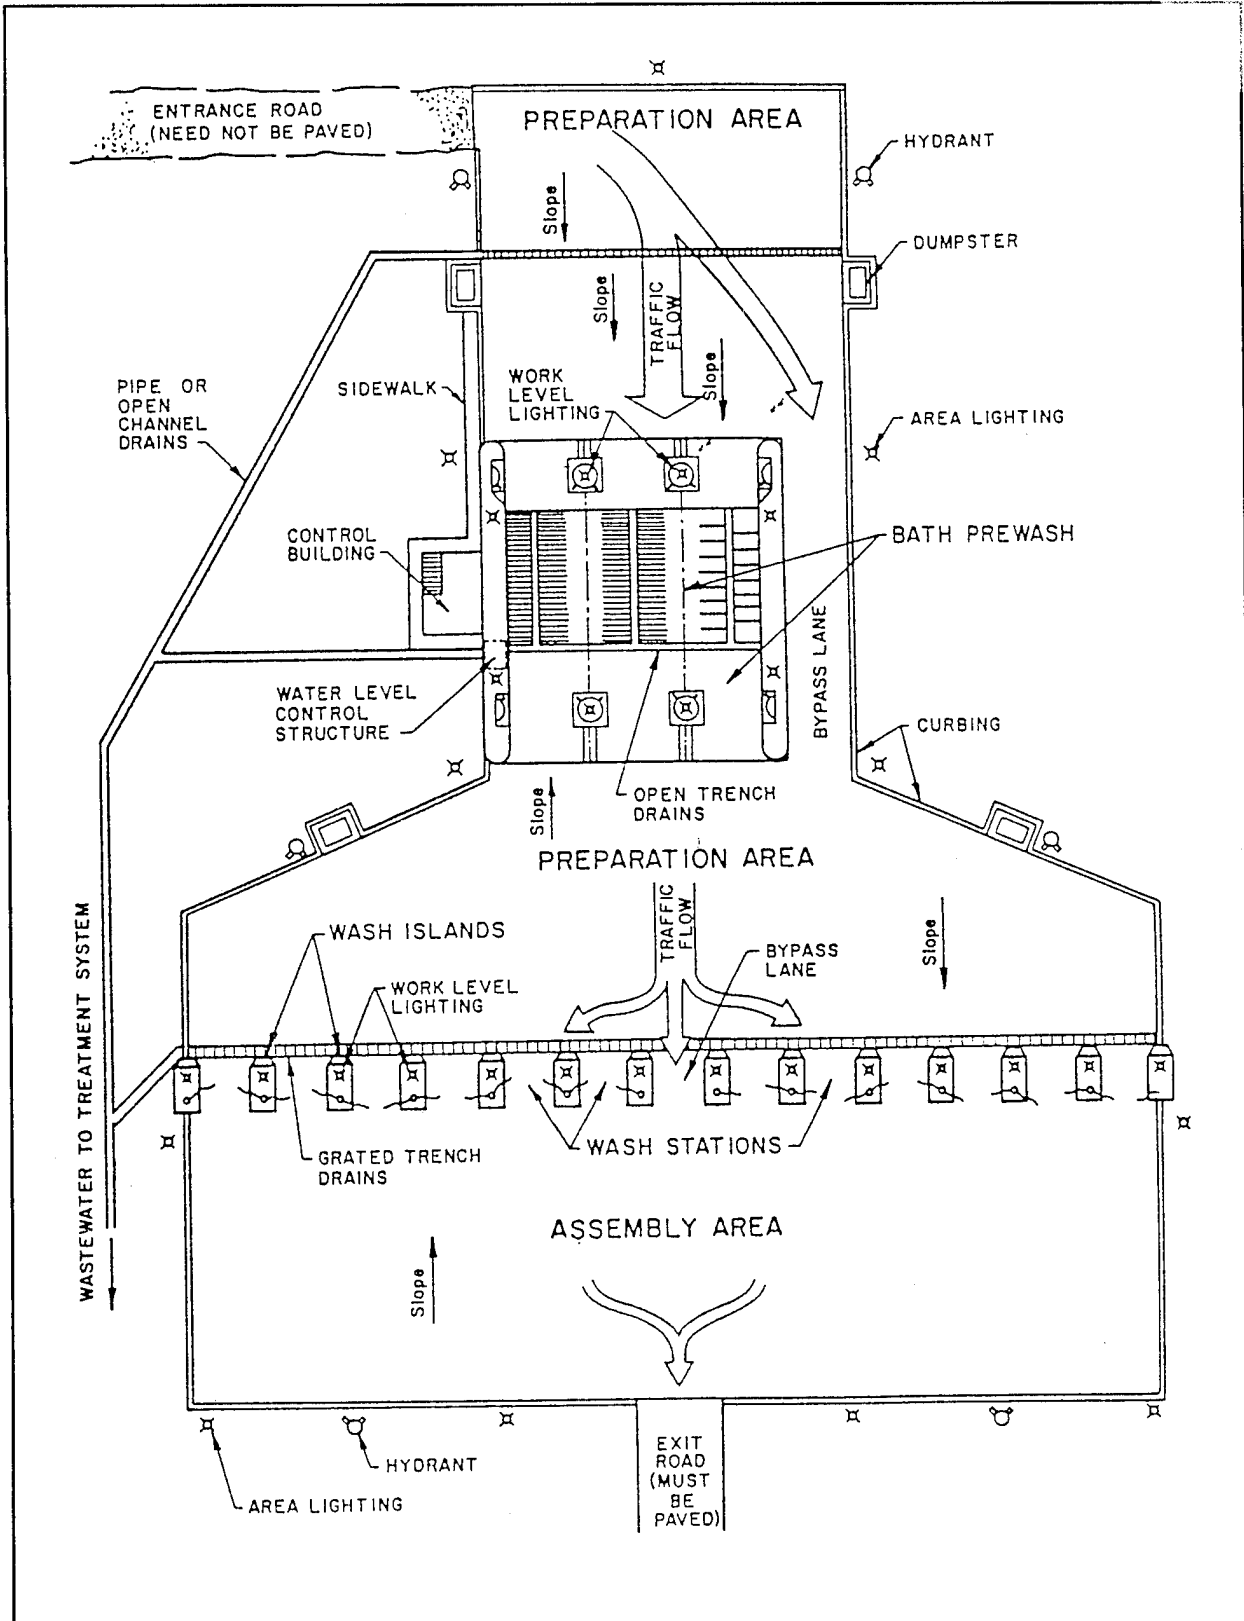 ENTRANCE ROAD
(NEED NOT BE PAVED)
PREPARATION AREA
HYDRANT
Slope
DUMPSTER
Slope
TRAFFIC
FLOW
Slope
PIPE OR
OPEN
CHANNEL
DRAINS
SIDEWALK
WORK
LEVEL
LIGHTING
AREA LIGHTING
CONTROL
BUILDING
BATH PREWASH
BYPASS LANE
WATER LEVEL
CONTROL
STRUCTURE
CURBING
OPEN TRENCH
DRAINS
Slope
PREPARATION AREA
TRAFFIC
FLOW
WASH ISLANDS
BYPASS
LANE
Slope
WORK LEVEL
LIGHTING
WASTEWATER TO TREATMENT SYSTEM
GRATED TRENCH
DRAINS
WASH STATIONS
ASSEMBLY AREA
Slope
HYDRANT
AREA LIGHTING
EXIT
ROAD
(MUST
BE
PAVED)